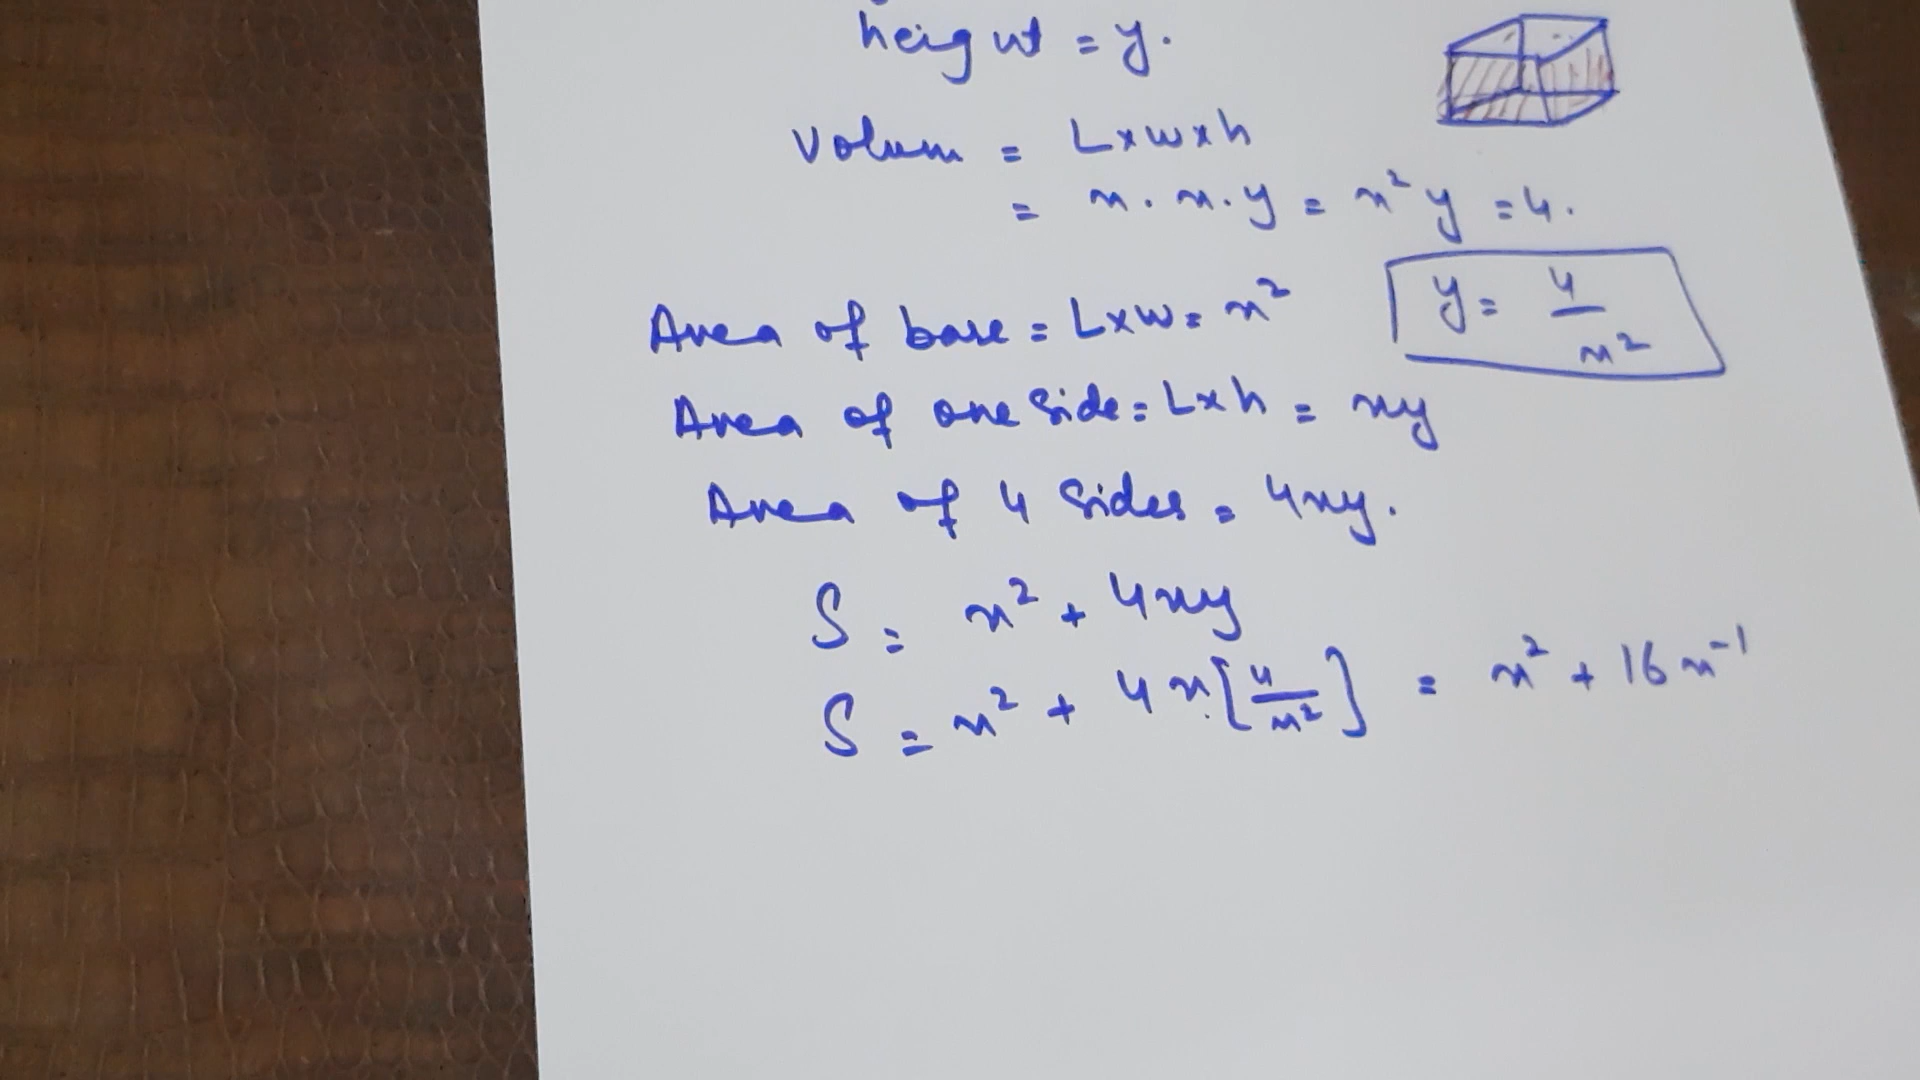 height = y.
Volum = L x w x h
= x . x . y = x² y = 4.
y = 4/x²
Area of base = L x w = x²
Area of one side = L x h = xy
Area of 4 sides = 4xy.
S = x² + 4xy
S = x² + 4x[4/x²] = x² + 16x⁻¹